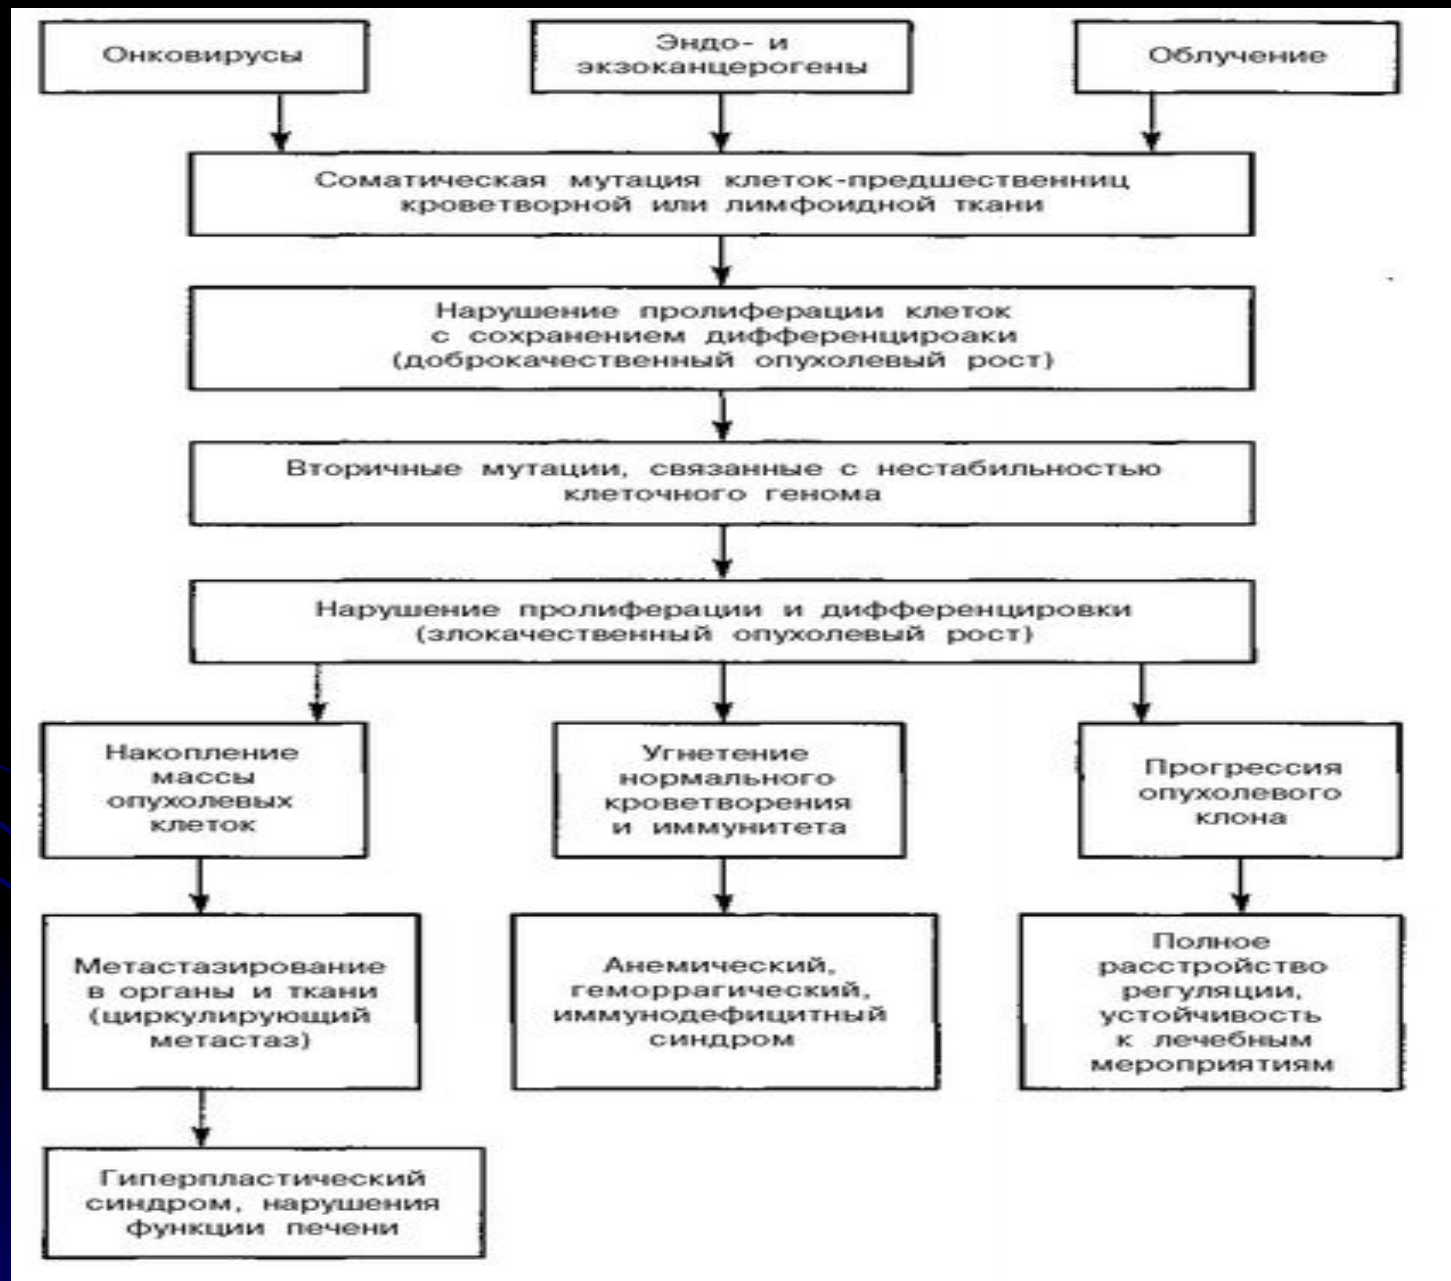 Онковирусы
Эндо- и
экзоканцерогены
Облучение
Соматическая мутация клеток-предшественниц
кроветворной или лимфоидной ткани
Нарушение пролиферации клеток
с сохранением дифференцироаки
(доброкачественный опухолевый рост)
Вторичные мутации, связанные с нестабильностью
клеточного генома
Нарушение пролиферации и дифференцировки
(злокачественный опухолевый рост)
Накопление
массы
опухолевых
клеток
Угнетение
нормального
кроветворения
и иммунитета
Прогрессия
опухолевого
клона
Метастазирование
в органы и ткани
(циркулирующий
метастаз)
Анемический,
геморрагический,
иммунодефицитный
синдром
Полное
расстройство
регуляции,
устойчивость
к лечебным
мероприятиям
Гиперпластический
синдром, нарушения
функции печени